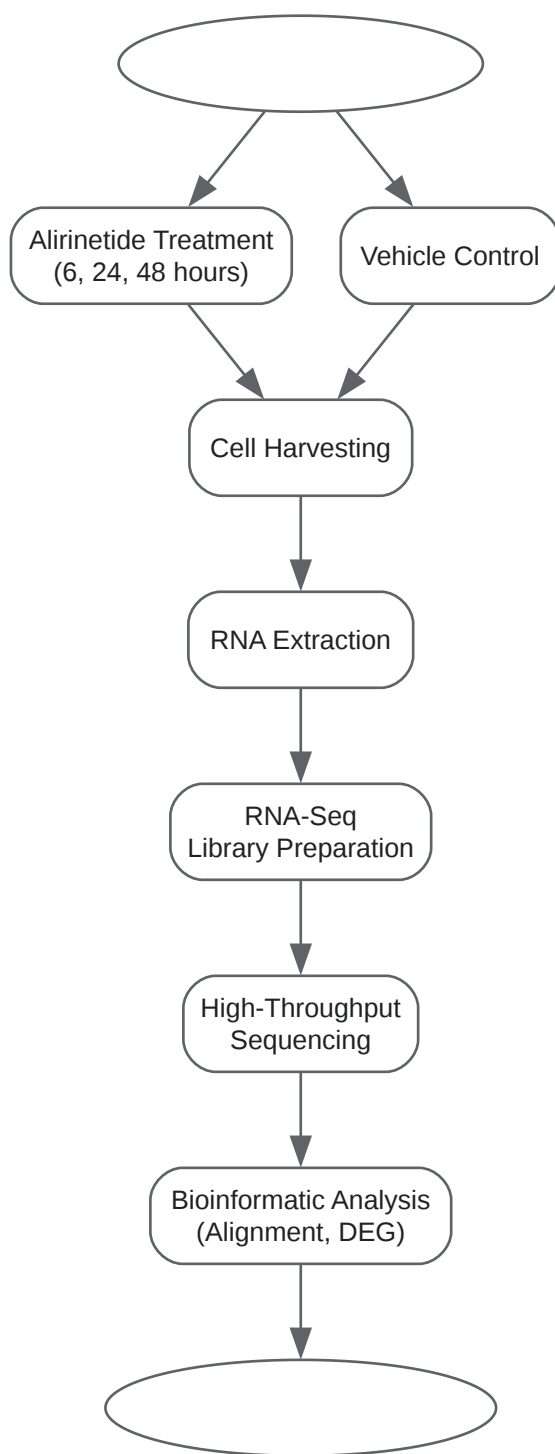 Alirinetide Treatment
(6, 24, 48 hours)
Vehicle Control
Cell Harvesting
RNA Extraction
RNA-Seq
Library Preparation
High-Throughput
Sequencing
Bioinformatic Analysis
(Alignment, DEG)